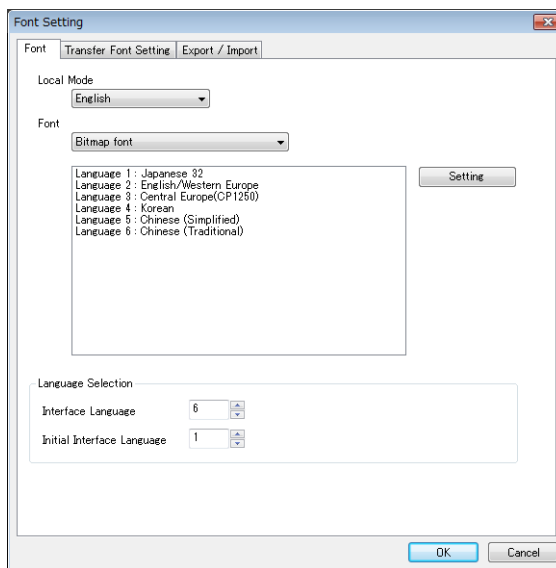 Font Setting
Font Transfer Font Setting Export / Import
Local Mode
English
Font
Bitmap font
Language 1 : Japanese 32
Language 2 : English/Western Europe
Language 3 : Central Europe(CP1250)
Language 4 : Korean
Language 5 : Chinese (Simplified)
Language 6 : Chinese (Traditional)
Setting
Language Selection
Interface Language 6
Initial Interface Language 1
OK Cancel